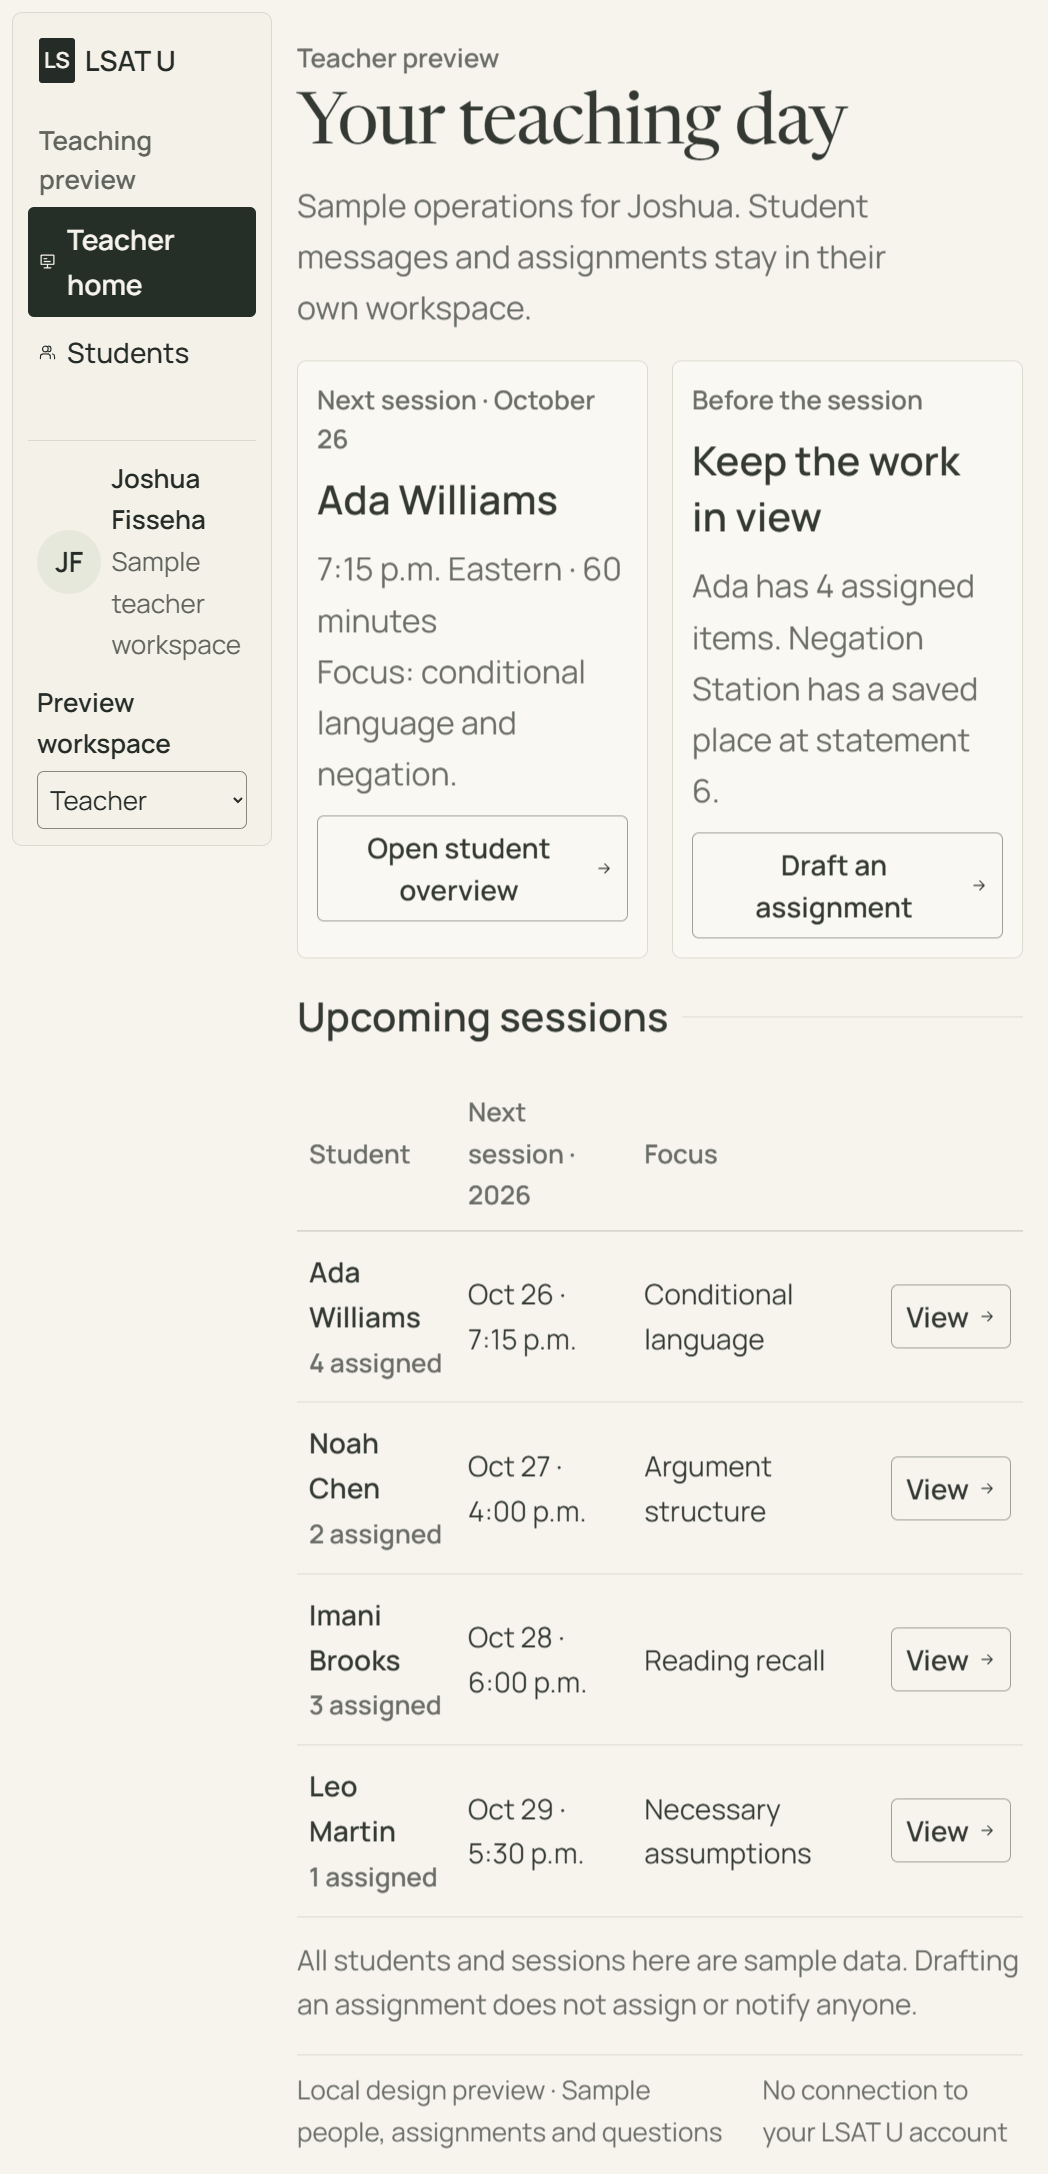 LS LSAT U
Teaching
preview
Teacher
home
Students
Joshua
Fisseha
JF
Sample
teacher
workspace
Preview
workspace
Teacher
Teacher preview
Your teaching day
Sample operations for Joshua. Student
messages and assignments stay in their
own workspace.
Next session · October
26
Ada Williams
7:15 p.m. Eastern · 60
minutes
Focus: conditional
language and
negation.
Open student
overview →
Before the session
Keep the work
in view
Ada has 4 assigned
items. Negation
Station has a saved
place at statement
6.
Draft an
assignment →
Upcoming sessions
Student
Next
session ·
2026
Focus
Ada
Williams
4 assigned
Oct 26 ·
7:15 p.m.
Conditional
language
View →
Noah
Chen
2 assigned
Oct 27 ·
4:00 p.m.
Argument
structure
View →
Imani
Brooks
3 assigned
Oct 28 ·
6:00 p.m.
Reading recall
View →
Leo
Martin
1 assigned
Oct 29 ·
5:30 p.m.
Necessary
assumptions
View →
All students and sessions here are sample data. Drafting
an assignment does not assign or notify anyone.
Local design preview · Sample
people, assignments and questions
No connection to
your LSAT U account